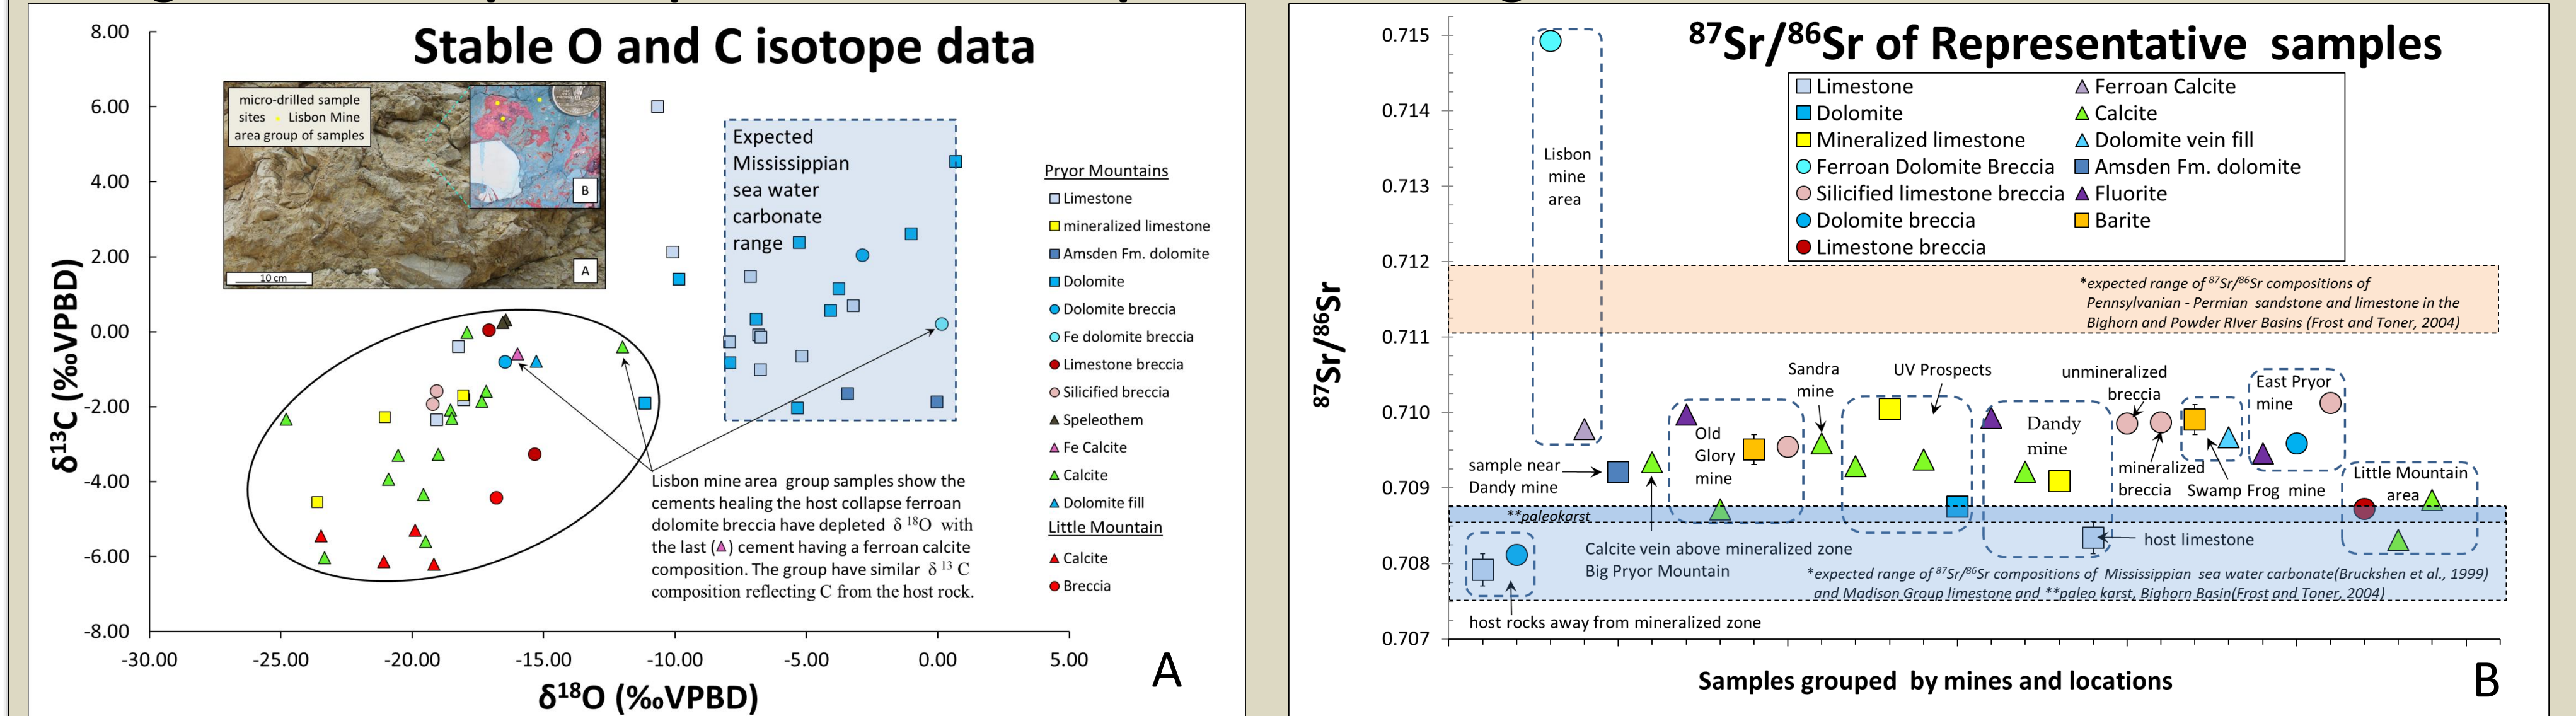 Stable O and C isotope data
8.00
6.00
4.00
2.00
0.00
-2.00
-4.00
-6.00
-8.00
δ13C (‰VPBD)
micro-drilled sample
sites Lisbon Mine
area group of samples
B
A
10 cm
Expected
Mississippian
sea water
carbonate
range
Pryor Mountains
Limestone
mineralized limestone
Amsden Fm. dolomite
Dolomite
Dolomite breccia
Fe dolomite breccia
Limestone breccia
Silicified breccia
Speleothem
Fe Calcite
Calcite
Dolomite fill
Little Mountain
Calcite
Breccia
Lisbon mine area group samples show the
cements healing the host collapse ferroan
dolomite breccia have depleted δ 18O with
the last (▲) cement having a ferroan calcite
composition. The group have similar δ 13 C
composition reflecting C from the host rock.
-30.00 -25.00 -20.00 -15.00 -10.00 -5.00 0.00 5.00
δ18O (‰VPBD)
A
87Sr/86Sr of Representative samples
0.715
0.714
0.713
0.712
0.711
0.710
0.709
0.708
0.707
87Sr/86Sr
Limestone
Dolomite
Mineralized limestone
Ferroan Dolomite Breccia
Silicified limestone breccia
Dolomite breccia
Limestone breccia
Ferroan Calcite
Calcite
Dolomite vein fill
Amsden Fm. dolomite
Fluorite
Barite
Lisbon
mine
area
*expected range of 87Sr/86Sr compositions of
Pennsylvanian - Permian sandstone and limestone in the
Bighorn and Powder RIver Basins (Frost and Toner, 2004)
sample near
Dandy mine
Old
Glory
mine
Sandra
mine
UV Prospects
Dandy
mine
unmineralized
breccia
mineralized
breccia
Swamp Frog mine
East Pryor
mine
Little Mountain
area
**paleokarst
Calcite vein above mineralized zone
Big Pryor Mountain
host limestone
*expected range of 87Sr/86Sr compositions of Mississippian sea water carbonate(Bruckshen et al., 1999)
and Madison Group limestone and **paleo karst, Bighorn Basin(Frost and Toner, 2004)
host rocks away from mineralized zone
Samples grouped by mines and locations
B